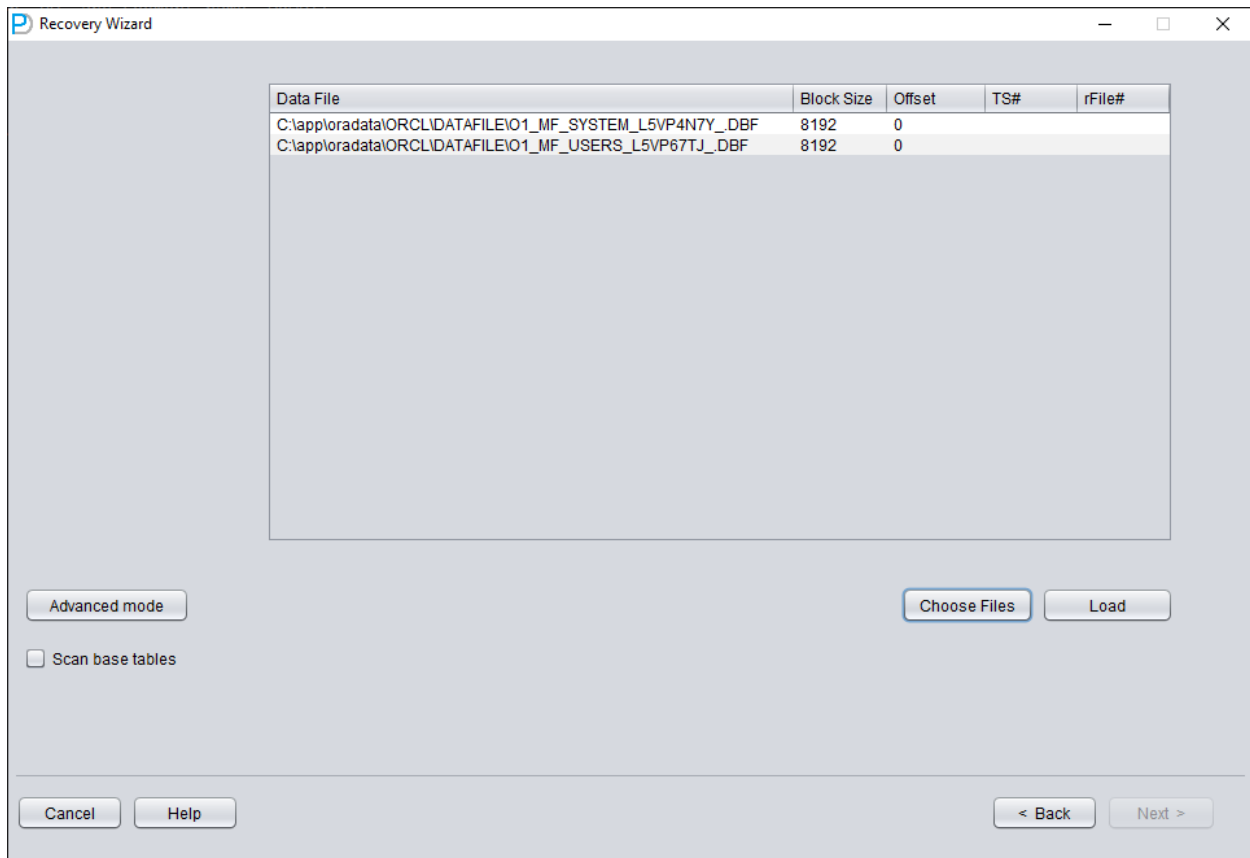 Recovery Wizard
Data File Block Size Offset TS# rFile#
C:\app\oradata\ORCL\DATAFILE\O1_MF_SYSTEM_L5VP4N7Y_.DBF 8192 0
C:\app\oradata\ORCL\DATAFILE\O1_MF_USERS_L5VP67TJ_.DBF 8192 0
Advanced mode Choose Files Load
Scan base tables
Cancel Help < Back Next >